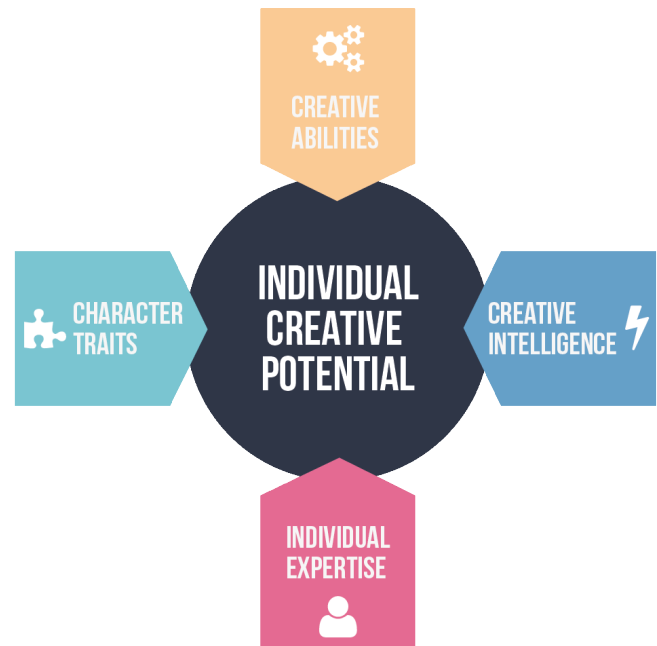 CREATIVE
ABILITIES
CHARACTER
TRAITS
INDIVIDUAL
CREATIVE
POTENTIAL
CREATIVE
INTELLIGENCE
INDIVIDUAL
EXPERTISE